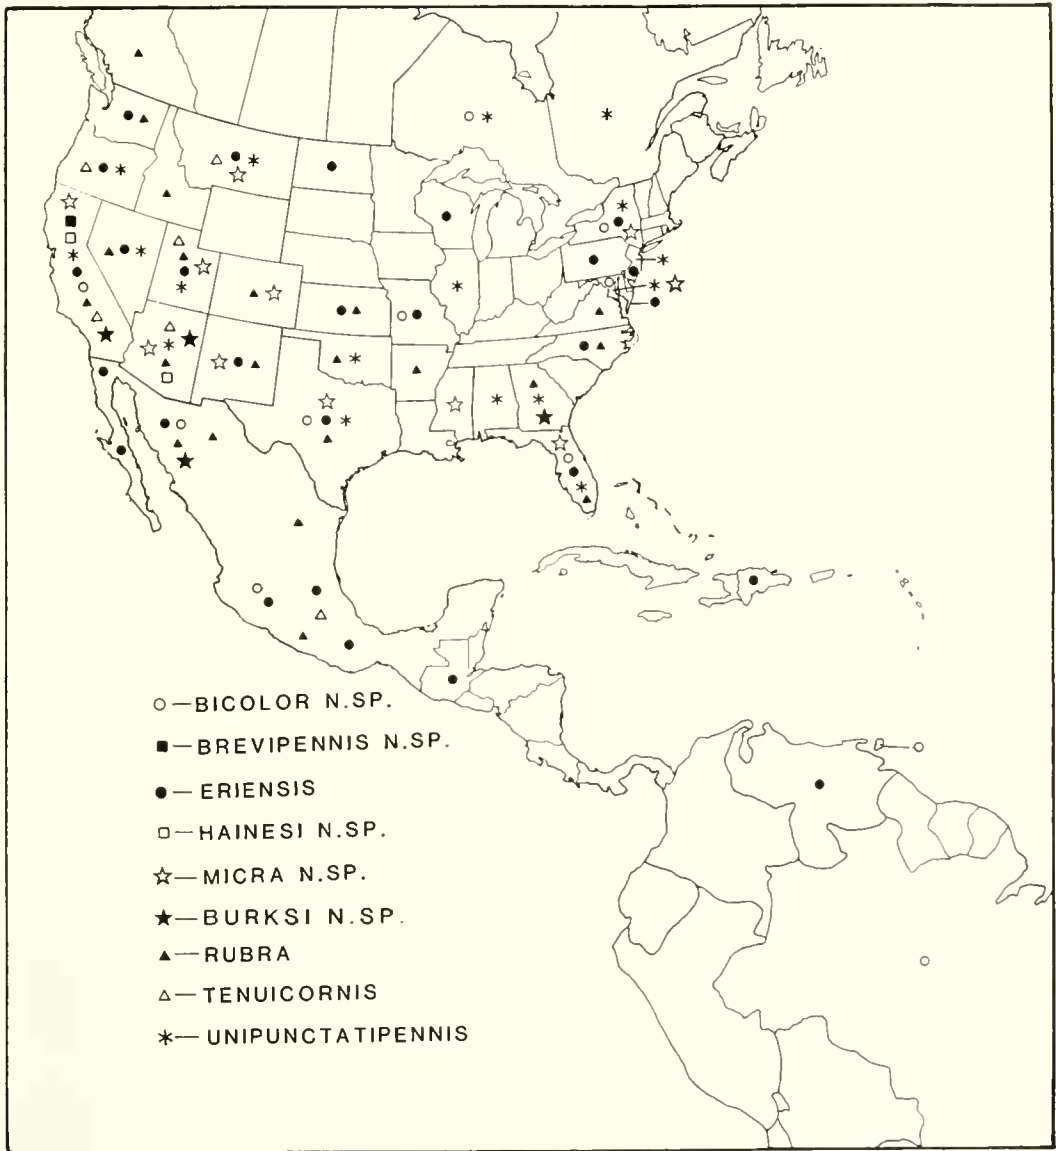 ○—BICOLOR N.SP.
■—BREVIPENNIS N.SP.
●—ERIENSIS
□—HAINESI N.SP.
☆—MICRA N.SP.
★—BURKSI N.SP.
▲—RUBRA
△—TENUICORNIS
*—UNIPUNCTATIPENNIS